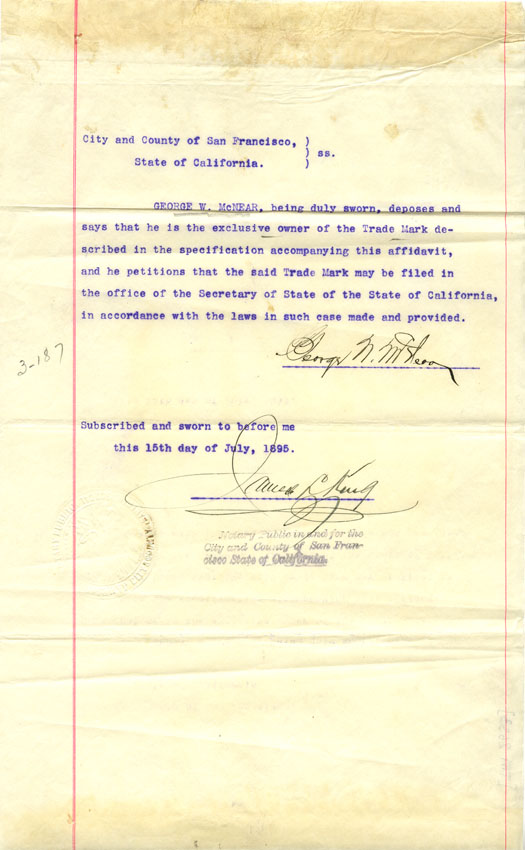 City and County of San Francisco, )
) ss.
State of California. )
GEORGE W. McNEAR, being duly sworn, deposes and
says that he is the exclusive owner of the Trade Mark de-
scribed in the specification accompanying this affidavit,
and he petitions that the said Trade Mark may be filed in
the office of the Secretary of State of the State of California,
in accordance with the laws in such case made and provided.
George W. McNear
3-187
Subscribed and sworn to before me
this 15th day of July, 1895.
James L. King
Notary Public in and for the
City and County of San Fran-
cisco State of California.